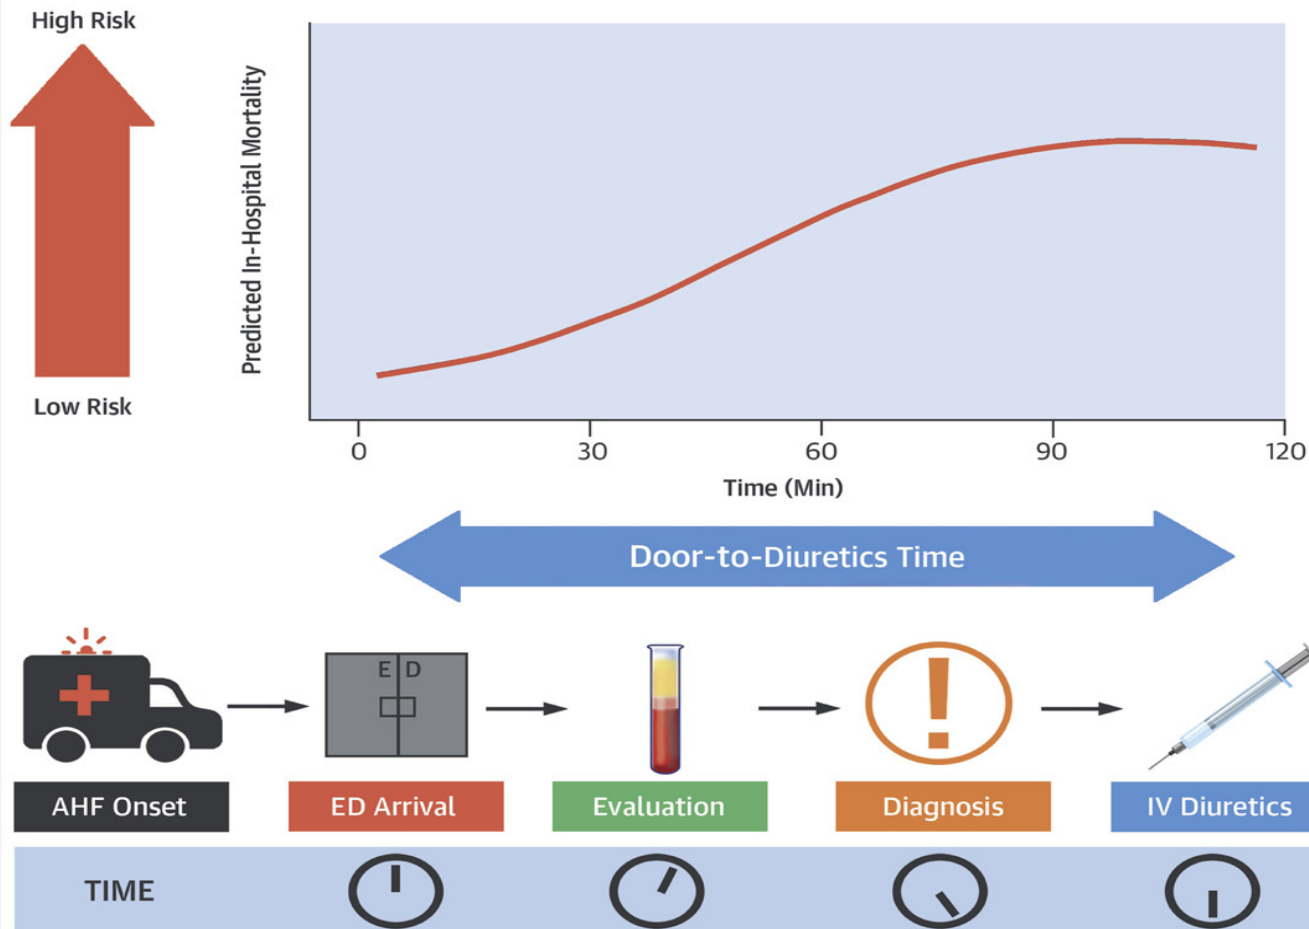 High Risk
Low Risk
Predicted In-Hospital Mortality
0 30 60 90 120
Time (Min)
Door-to-Diuretics Time
E D
AHF Onset
ED Arrival
Evaluation
Diagnosis
IV Diuretics
TIME